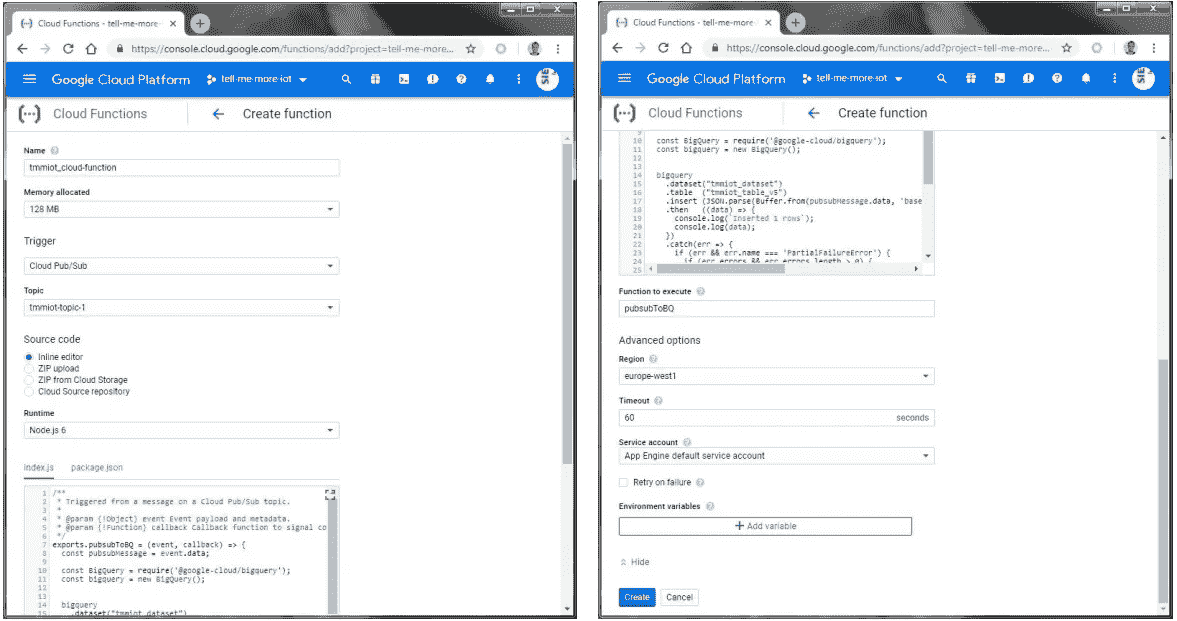 Cloud Functions - tell-me-more
https://console.cloud.google.com/functions/add?project=tell-me-more...
Google Cloud Platform
tell-me-more-iot
Cloud Functions
Create function
Name
tmmiot_cloud-function
Memory allocated
128 MB
Trigger
Cloud Pub/Sub
Topic
tmmiot-topic-1
Source code
Inline editor
ZIP upload
ZIP from Cloud Storage
Cloud Source repository
Runtime
Node.js 6
index.js package.json
1 /**
2 * Triggered from a message on a Cloud Pub/Sub topic.
3 *
4 * @param {!Object} event Event payload and metadata.
5 * @param {!Function} callback Callback function to signal co
6 */
7 exports.pubsubToBQ = (event, callback) => {
8 const pubsubMessage = event.data;
9
10 const BigQuery = require('@google-cloud/bigquery');
11 const bigquery = new BigQuery();
12
13
14 bigquery
15 .dataset("tmmiot_dataset")
Cloud Functions - tell-me-more
https://console.cloud.google.com/functions/add?project=tell-me-more...
Google Cloud Platform
tell-me-more-iot
Cloud Functions
Create function
9
10 const BigQuery = require('@google-cloud/bigquery');
11 const bigquery = new BigQuery();
12
13
14 bigquery
15 .dataset("tmmiot_dataset")
16 .table ("tmmiot_table_v5")
17 .insert (JSON.parse(Buffer.from(pubsubMessage.data, 'base
18 .then ((data) => {
19 console.log(`Inserted 1 rows`);
20 console.log(data);
21 })
22 .catch(err => {
23 if (err && err.name === 'PartialFailureError') {
24 if (err.errors && err.errors.length > 0) {
25
Function to execute
pubsubToBQ
Advanced options
Region
europe-west1
Timeout
60 seconds
Service account
App Engine default service account
Retry on failure
Environment variables
+ Add variable
Hide
Create Cancel